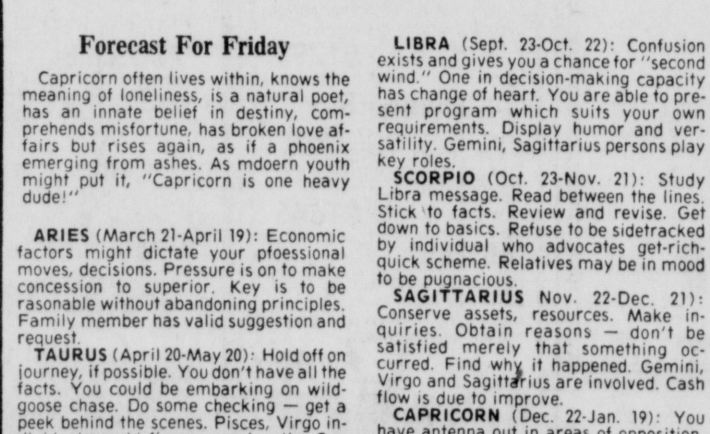 Forecast For Friday
Capricorn often lives within, knows the
meaning of loneliness, is a natural poet,
has an innate belief in destiny, com-
prehends misfortune, has broken love af-
fairs but rises again, as if a phoenix
emerging from ashes. As mdoern youth
might put it, "Capricorn is one heavy
dude!"
ARIES (March 21-April 19): Economic
factors might dictate your pfoessional
moves, decisions. Pressure is on to make
concession to superior. Key is to be
rasonable without abandoning principles.
Family member has valid suggestion and
request.
TAURUS (April 20-May 20): Hold off on
journey, if possible. You don't have all the
facts. You could be embarking on wild-
goose chase. Do some checking — get a
peek behind the scenes. Pisces, Virgo in-
LIBRA (Sept. 23-Oct. 22): Confusion
exists and gives you a chance for "second
wind." One in decision-making capacity
has change of heart. You are able to pre-
sent program which suits your own
requirements. Display humor and ver-
satility. Gemini, Sagittarius persons play
key roles.
SCORPIO (Oct. 23-Nov. 21): Study
Libra message. Read between the lines.
Stick to facts. Review and revise. Get
down to basics. Refuse to be sidetracked
by individual who advocates get-rich-
quick scheme. Relatives may be in mood
to be pugnacious.
SAGITTARIUS Nov. 22-Dec. 21):
Conserve assets, resources. Make in-
quiries. Obtain reasons — don't be
satisfied merely that something oc-
curred. Find why it happened. Gemini,
Virgo and Sagittarius are involved. Cash
flow is due to improve.
CAPRICORN (Dec. 22-Jan. 19): You
have antenna out in areas of opposition.